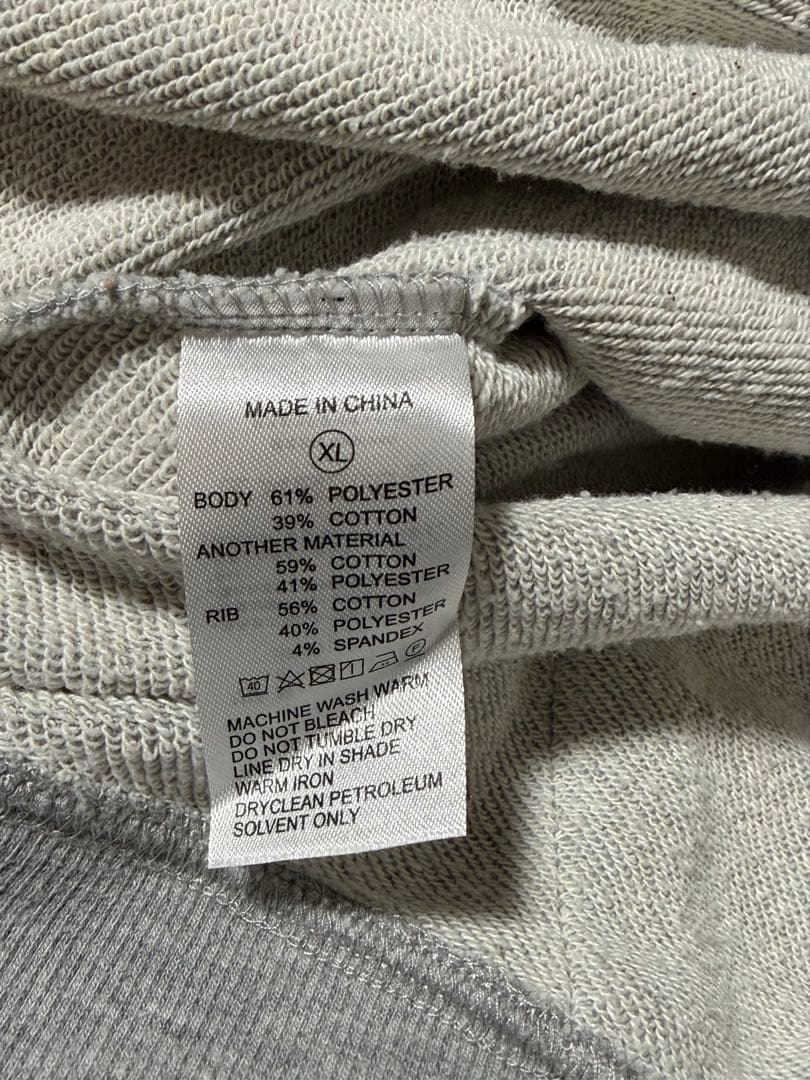 MADE IN CHINA
XL
BODY 61% POLYESTER
39% COTTON
ANOTHER MATERIAL
59% COTTON
41% POLYESTER
RIB 56% COTTON
40% POLYESTER
4% SPANDEX
40 F
MACHINE WASH WARM
DO NOT BLEACH
DO NOT TUMBLE DRY
LINE DRY IN SHADE
WARM IRON
DRYCLEAN PETROLEUM
SOLVENT ONLY